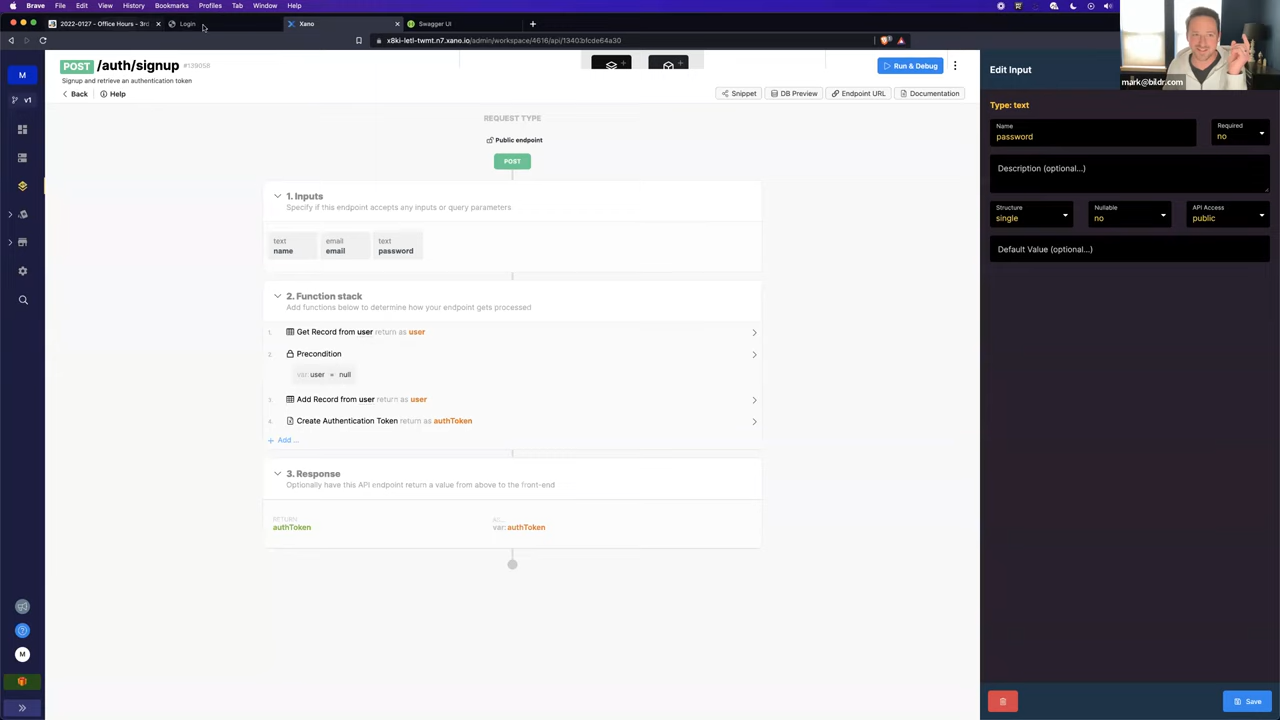 Brave File Edit View History Bookmarks Profiles Tab Window Help
2022-0127 - Office Hours - 3rd
Login
Xano
Swagger UI
x8ki-letl-twmt.n7.xano.io/admin/workspace/4616/api/
mark@bildr.com
M
v1
POST /auth/signup #139058
Signup and retrieve an authentication token
Back Help
Run & Debug
Snippet DB Preview Endpoint URL Documentation
REQUEST TYPE
Public endpoint
POST
1. Inputs
Specify if this endpoint accepts any inputs or query parameters
text
name
email
email
text
password
2. Function stack
Add functions below to determine how your endpoint gets processed
1. Get Record from user return as user
2. Precondition
var: user = null
3. Add Record from user return as user
4. Create Authentication Token return as authToken
+ Add ...
3. Response
Optionally have this API endpoint return a value from above to the front-end
RETURN
authToken
AS...
var: authToken
M
Edit Input
Type: text
Name
password
Required
no
Description (optional...)
Structure
single
Nullable
no
API Access
public
Default Value (optional...)
Save